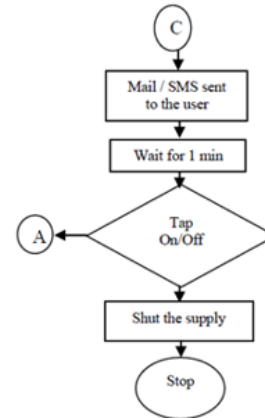 C
Mail / SMS sent
to the user
Wait for 1 min
Tap
On/Off
A
Shut the supply
Stop